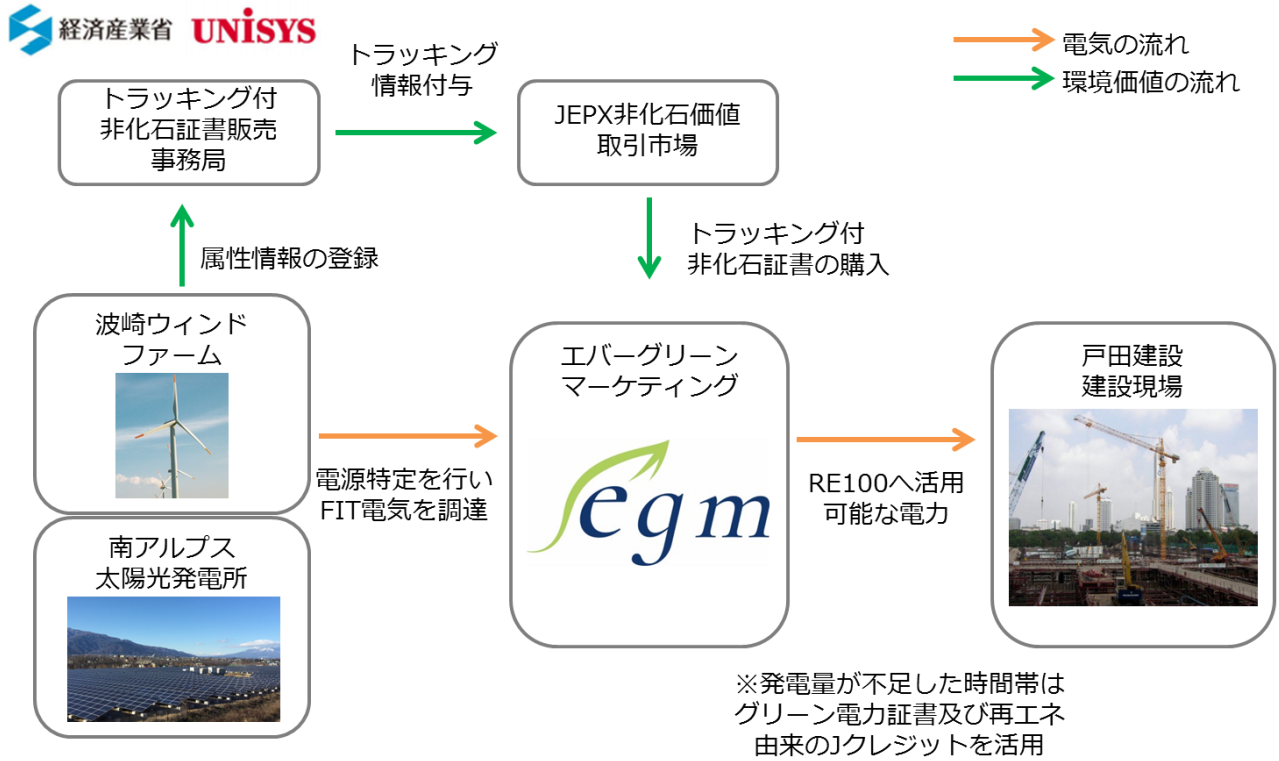 経済産業省 UNiSYS
電気の流れ
環境価値の流れ
トラッキング
情報付与
トラッキング付
非化石証書販売
事務局
JEPX非化石価値
取引市場
属性情報の登録
トラッキング付
非化石証書の購入
波崎ウィンド
ファーム
エバーグリーン
マーケティング
egm
戸田建設
建設現場
電源特定を行い
FIT電気を調達
RE100へ活用
可能な電力
南アルプス
太陽光発電所
※発電量が不足した時間帯は
グリーン電力証書及び再エネ
由来のJクレジットを活用